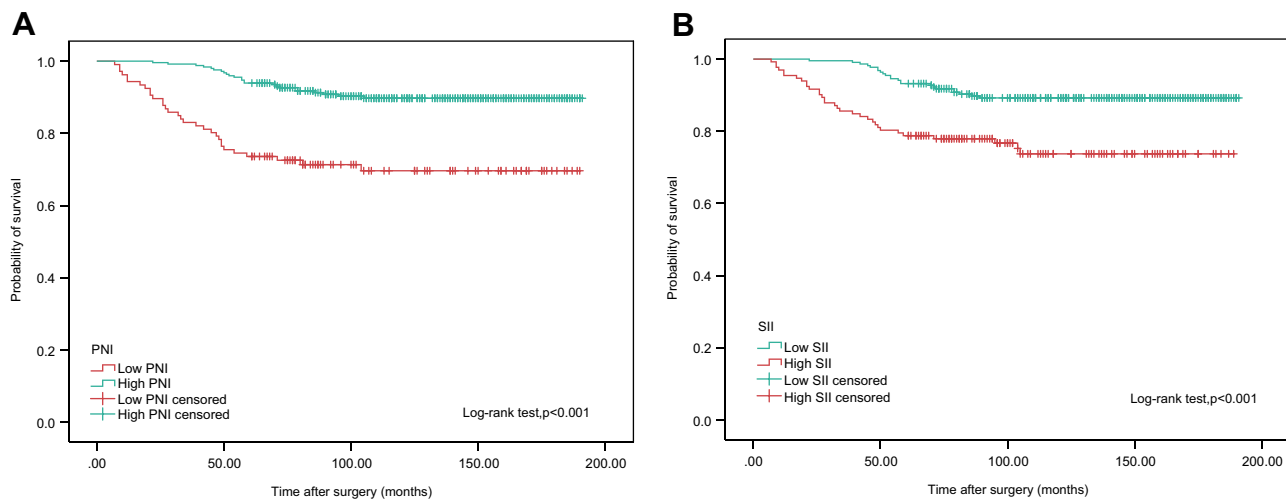 A
Probability of survival
1.0
0.8
0.6
0.4
0.2
0.0
PNI
Low PNI
High PNI
Low PNI censored
High PNI censored
Log-rank test,p<0.001
.00 50.00 100.00 150.00 200.00
Time after surgery (months)
B
Probability of survival
1.0
0.8
0.6
0.4
0.2
0.0
SII
Low SII
High SII
Low SII censored
High SII censored
Log-rank test,p<0.001
.00 50.00 100.00 150.00 200.00
Time after surgery (months)